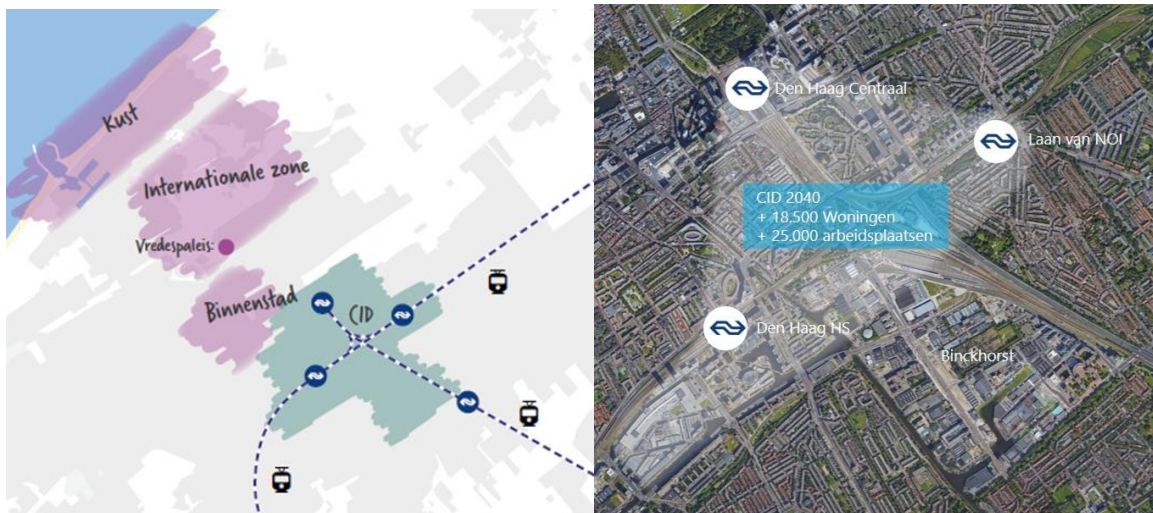 Kust
Internationale zone
Vredespaleis:
Binnenstad
CID
Den Haag Centraal
Laan van NOI
CID 2040
+ 18.500 Woningen
+ 25.000 arbeidsplaatsen
Den Haag HS
Binckhorst